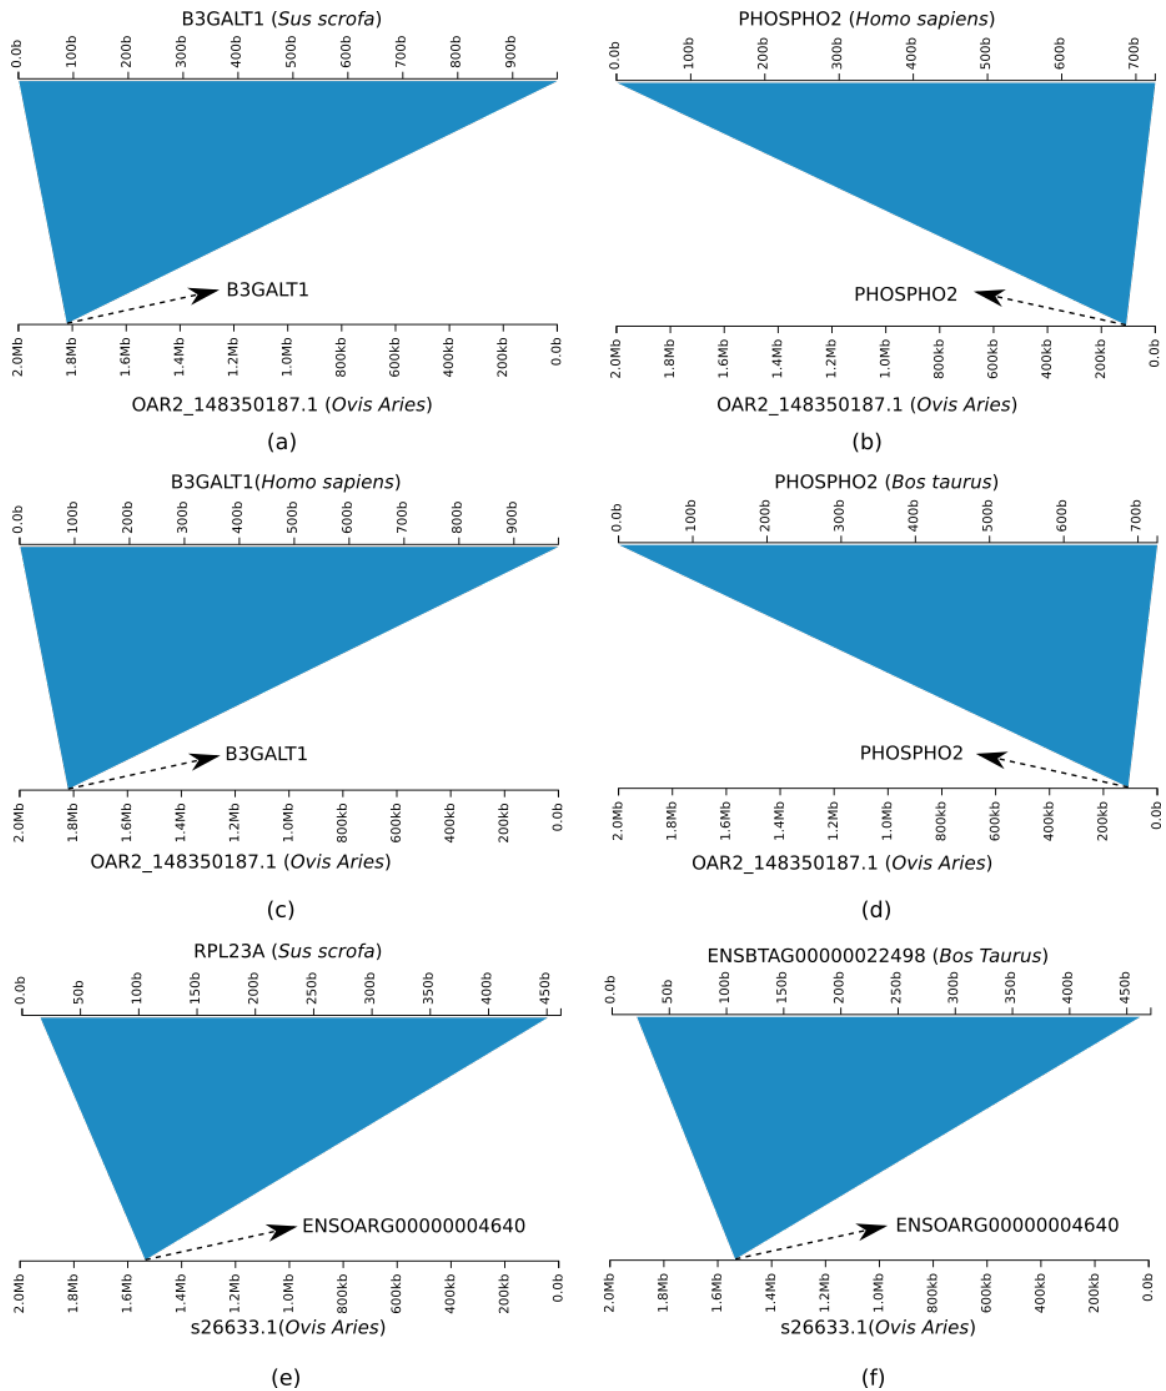 B3GALT1 (Sus scrofa)
0.0b 100b 200b 300b 400b 500b 600b 700b 800b 900b
B3GALT1
2.0Mb 1.8Mb 1.6Mb 1.4Mb 1.2Mb 1.0Mb 800kb 600kb 400kb 200kb 0.0b
OAR2_148350187.1 (Ovis Aries)
(a)
PHOSPHO2 (Homo sapiens)
0.0b 100b 200b 300b 400b 500b 600b 700b
PHOSPHO2
2.0Mb 1.8Mb 1.6Mb 1.4Mb 1.2Mb 1.0Mb 800kb 600kb 400kb 200kb 0.0b
OAR2_148350187.1 (Ovis Aries)
(b)
B3GALT1(Homo sapiens)
0.0b 100b 200b 300b 400b 500b 600b 700b 800b 900b
B3GALT1
2.0Mb 1.8Mb 1.6Mb 1.4Mb 1.2Mb 1.0Mb 800kb 600kb 400kb 200kb 0.0b
OAR2_148350187.1 (Ovis Aries)
(c)
PHOSPHO2 (Bos taurus)
0.0b 100b 200b 300b 400b 500b 600b 700b
PHOSPHO2
2.0Mb 1.8Mb 1.6Mb 1.4Mb 1.2Mb 1.0Mb 800kb 600kb 400kb 200kb 0.0b
OAR2_148350187.1 (Ovis Aries)
(d)
RPL23A (Sus scrofa)
0.0b 50b 100b 150b 200b 250b 300b 350b 400b 450b
ENSOARG00000004640
2.0Mb 1.8Mb 1.6Mb 1.4Mb 1.2Mb 1.0Mb 800kb 600kb 400kb 200kb 0.0b
s26633.1(Ovis Aries)
(e)
ENSBTAG00000022498 (Bos Taurus)
0.0b 50b 100b 150b 200b 250b 300b 350b 400b 450b
ENSOARG00000004640
2.0Mb 1.8Mb 1.6Mb 1.4Mb 1.2Mb 1.0Mb 800kb 600kb 400kb 200kb 0.0b
s26633.1(Ovis Aries)
(f)